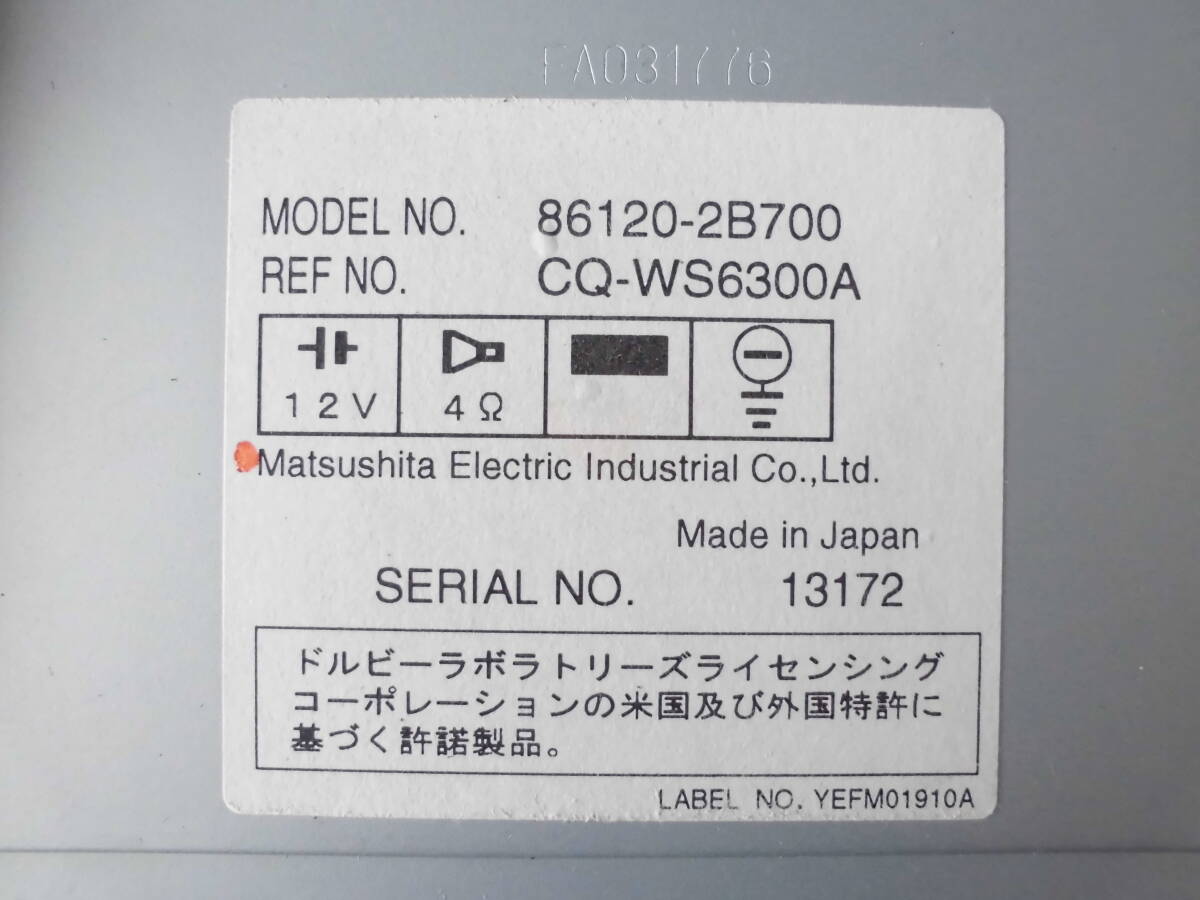 FA031776
MODEL NO. 86120-2B700
REF NO. CQ-WS6300A
12V 4Ω
Matsushita Electric Industrial Co.,Ltd.
Made in Japan
SERIAL NO. 13172
ドルビーラボラトリーズライセンシング
コーポレーションの米国及び外国特許に
基づく許諾製品。
LABEL NO. YEFM01910A